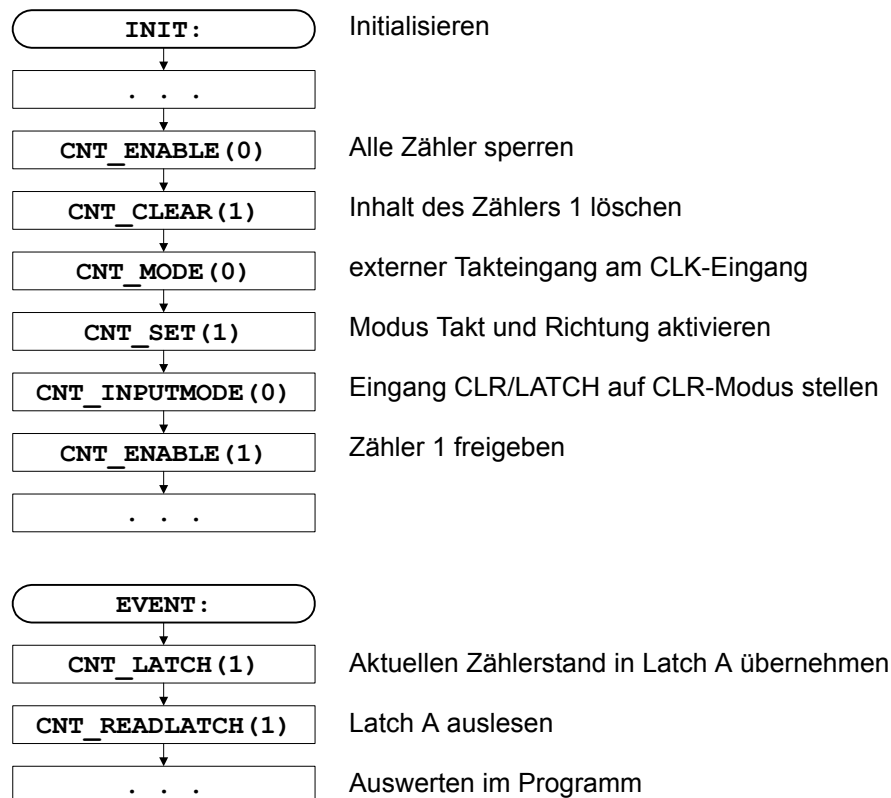 INIT: Initialisieren
. . .
CNT_ENABLE(0) Alle Zähler sperren
CNT_CLEAR(1) Inhalt des Zählers 1 löschen
CNT_MODE(0) externer Takteingang am CLK-Eingang
CNT_SET(1) Modus Takt und Richtung aktivieren
CNT_INPUTMODE(0) Eingang CLR/LATCH auf CLR-Modus stellen
CNT_ENABLE(1) Zähler 1 freigeben
. . .
EVENT:
CNT_LATCH(1) Aktuellen Zählerstand in Latch A übernehmen
CNT_READLATCH(1) Latch A auslesen
. . . Auswerten im Programm